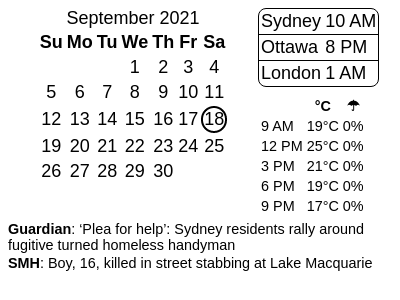 September 2021
Su Mo Tu We Th Fr Sa
1 2 3 4
5 6 7 8 9 10 11
12 13 14 15 16 17 18
19 20 21 22 23 24 25
26 27 28 29 30
Sydney 10 AM
Ottawa 8 PM
London 1 AM
°C ☂
9 AM 19°C 0%
12 PM 25°C 0%
3 PM 21°C 0%
6 PM 19°C 0%
9 PM 17°C 0%
Guardian: ‘Plea for help’: Sydney residents rally around
fugitive turned homeless handyman
SMH: Boy, 16, killed in street stabbing at Lake Macquarie